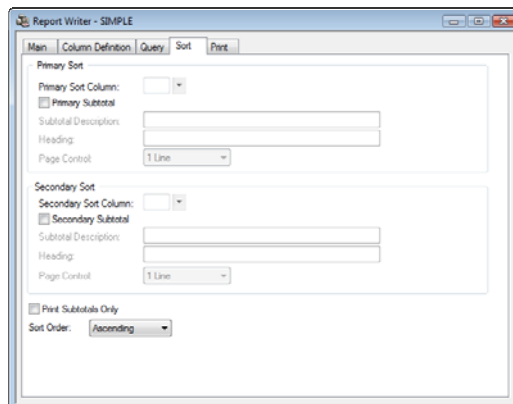 Report Writer - SIMPLE
Main Column Definition Query Sort Print
Primary Sort
Primary Sort Column:
Primary Subtotal
Subtotal Description:
Heading:
Page Control: 1 Line
Secondary Sort
Secondary Sort Column:
Secondary Subtotal
Subtotal Description:
Heading:
Page Control: 1 Line
Print Subtotals Only
Sort Order: Ascending